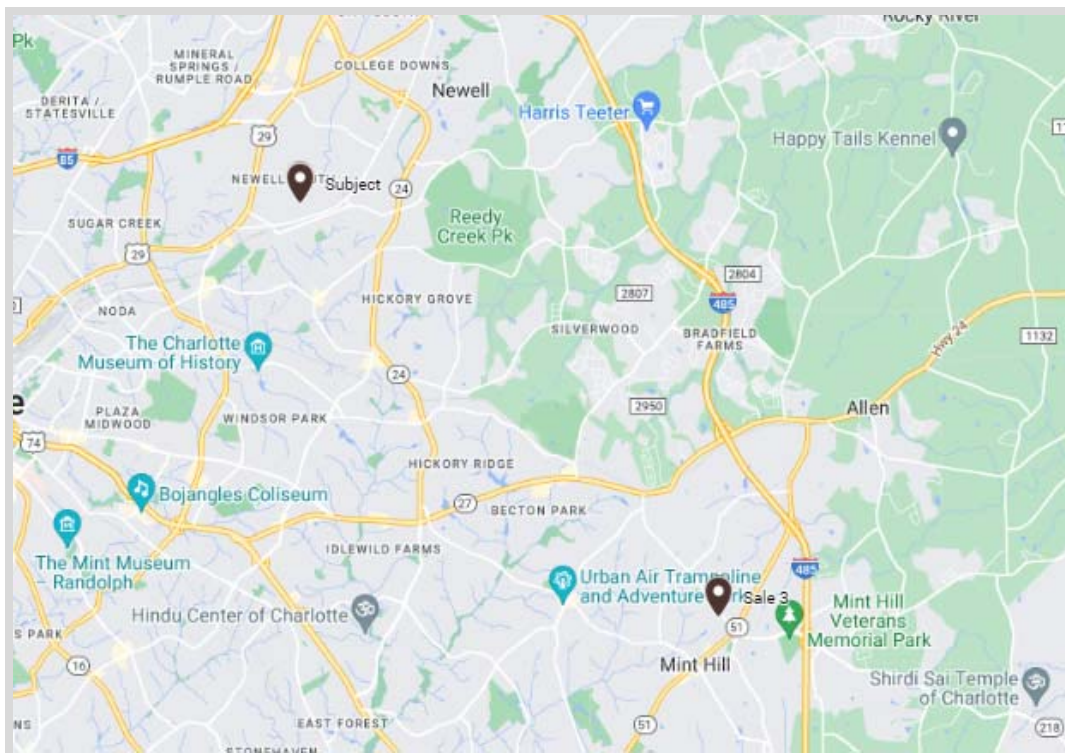 Rocky River
Pk
MINERAL
SPRINGS /
RUMPLE ROAD
COLLEGE DOWNS
Newell
DERITA /
STATESVILLE
Harris Teeter
Happy Tails Kennel
29
85
NEWELL
Subject
24
SUGAR CREEK
Reedy
Creek Pk
29
2804
2807
485
NODA
HICKORY GROVE
SILVERWOOD
BRADFIELD
FARMS
Hwy 24
1132
The Charlotte
Museum of History
24
2950
Allen
e
PLAZA
MIDWOOD
WINDSOR PARK
74
HICKORY RIDGE
Bojangles Coliseum
27
BECTON PARK
The Mint Museum
– Randolph
IDLEWILD FARMS
Urban Air Trampoline
and Adventure
485
Sale 3
Hindu Center of Charlotte
51
Mint Hill
Veterans
Memorial Park
S PARK
16
Mint Hill
Shirdi Sai Temple
of Charlotte
NS
EAST FOREST
51
218
STONEHAVEN